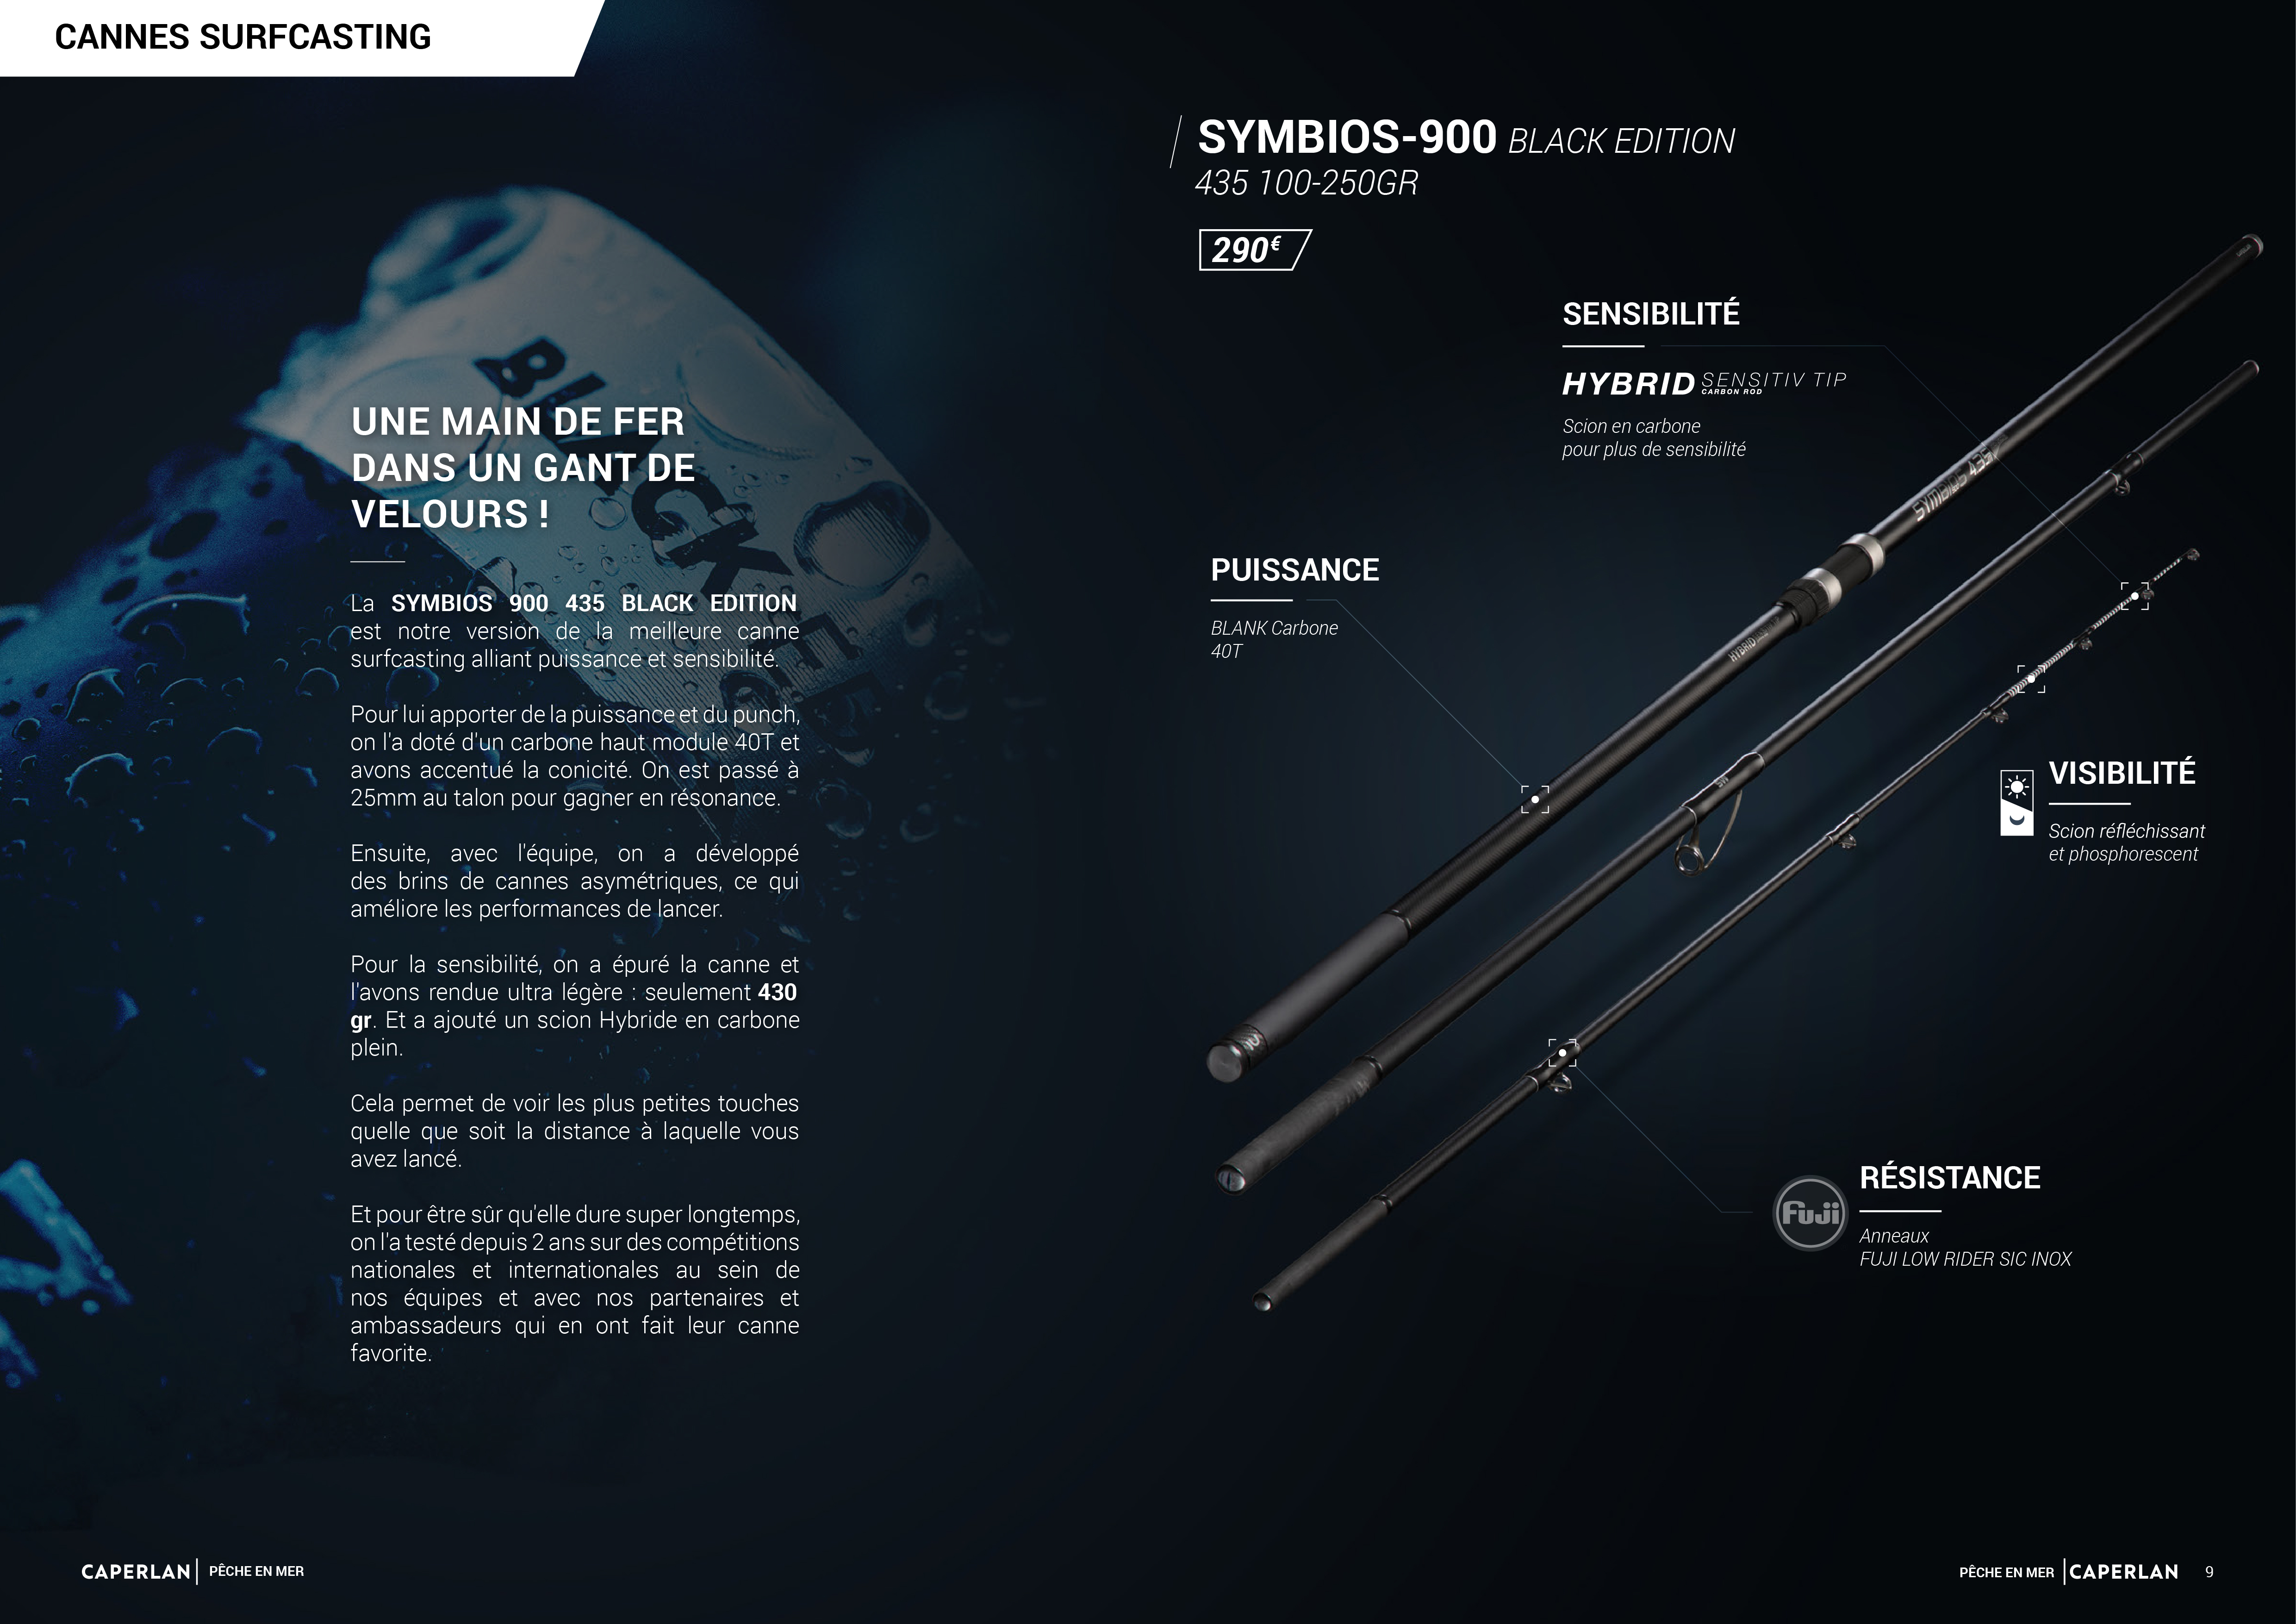 CANNES SURFCASTING
BLACK E
UNE MAIN DE FER
DANS UN GANT DE
VELOURS !
La SYMBIOS 900 435 BLACK EDITION
est notre version de la meilleure canne
surfcasting alliant puissance et sensibilité.
Pour lui apporter de la puissance et du punch,
on l'a doté d'un carbone haut module 40T et
avons accentué la conicité. On est passé à
25mm au talon pour gagner en résonance.
Ensuite, avec l'équipe, on a développé
des brins de cannes asymétriques, ce qui
améliore les performances de lancer.
Pour la sensibilité, on a épuré la canne et
l'avons rendue ultra légère : seulement 430
gr. Et a ajouté un scion Hybride en carbone
plein.
Cela permet de voir les plus petites touches
quelle que soit la distance à laquelle vous
avez lancé.
Et pour être sûr qu'elle dure super longtemps,
on l'a testé depuis 2 ans sur des compétitions
nationales et internationales au sein de
nos équipes et avec nos partenaires et
ambassadeurs qui en ont fait leur canne
favorite.
SYMBIOS-900 BLACK EDITION
435 100-250GR
290€
SENSIBILITÉ
HYBRID SENSITIV TIP
CARBON ROD
Scion en carbone
pour plus de sensibilité
SYMBIOS 435
PUISSANCE
BLANK Carbone
40T
HYBRID
VISIBILITÉ
Scion réfléchissant
et phosphorescent
Fuji
RÉSISTANCE
Anneaux
FUJI LOW RIDER SIC INOX
CAPERLAN PÊCHE EN MER
PÊCHE EN MER CAPERLAN 9